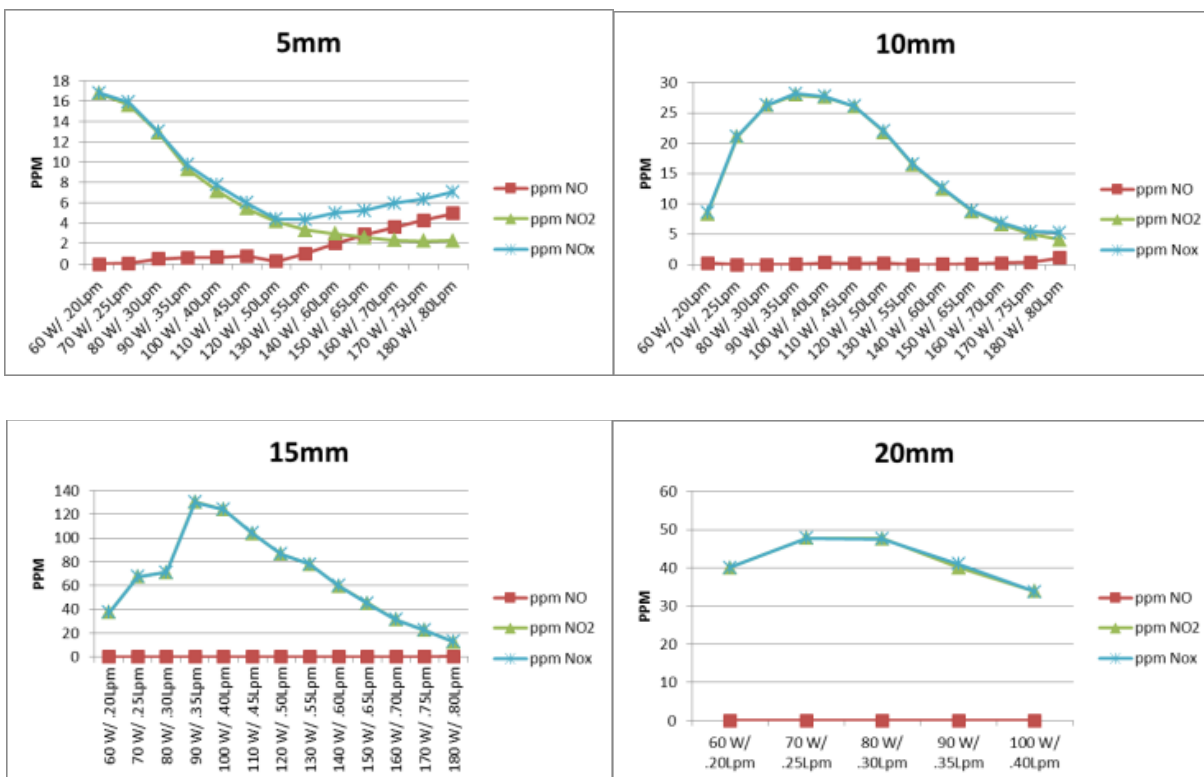 5mm
18
16
14
12
10
8
6
4
2
0
PPM
60 W/ .20Lpm
70 W/ .25Lpm
80 W/ .30Lpm
90 W/ .35Lpm
100 W/ .40Lpm
110 W/ .45Lpm
120 W/ .50Lpm
130 W/ .55Lpm
140 W/ .60Lpm
150 W/ .65Lpm
160 W/ .70Lpm
170 W/ .75Lpm
180 W/ .80Lpm
ppm NO
ppm NO2
ppm NOx
10mm
30
25
20
15
10
5
0
PPM
60 W/ .20Lpm
70 W/ .25Lpm
80 W/ .30Lpm
90 W/ .35Lpm
100 W/ .40Lpm
110 W/ .45Lpm
120 W/ .50Lpm
130 W/ .55Lpm
140 W/ .60Lpm
150 W/ .65Lpm
160 W/ .70Lpm
170 W/ .75Lpm
180 W/ .80Lpm
ppm NO
ppm NO2
ppm Nox
15mm
140
120
100
80
60
40
20
0
PPM
60 W/ .20Lpm
70 W/ .25Lpm
80 W/ .30Lpm
90 W/ .35Lpm
100 W/ .40Lpm
110 W/ .45Lpm
120 W/ .50Lpm
130 W/ .55Lpm
140 W/ .60Lpm
150 W/ .65Lpm
160 W/ .70Lpm
170 W/ .75Lpm
180 W/ .80Lpm
ppm NO
ppm NO2
ppm Nox
20mm
60
50
40
30
20
10
0
PPM
60 W/ 70 W/ 80 W/ 90 W/ 100 W/
.20Lpm .25Lpm .30Lpm .35Lpm .40Lpm
ppm NO
ppm NO2
ppm Nox